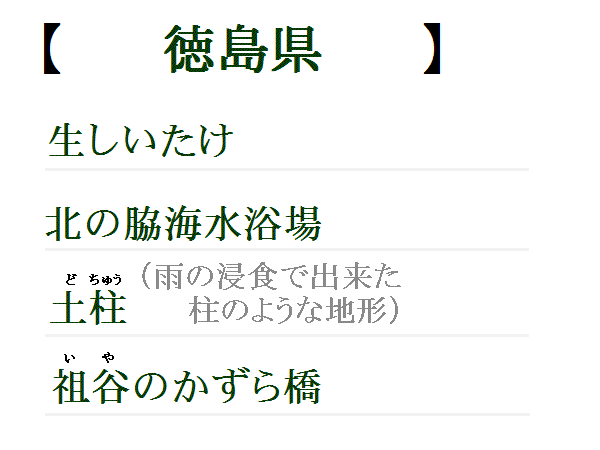 【 徳島県 】
生しいたけ
北の脇海水浴場
ど ちゅう
土柱 (雨の浸食で出来た
柱のような地形)
い や
祖谷のかずら橋